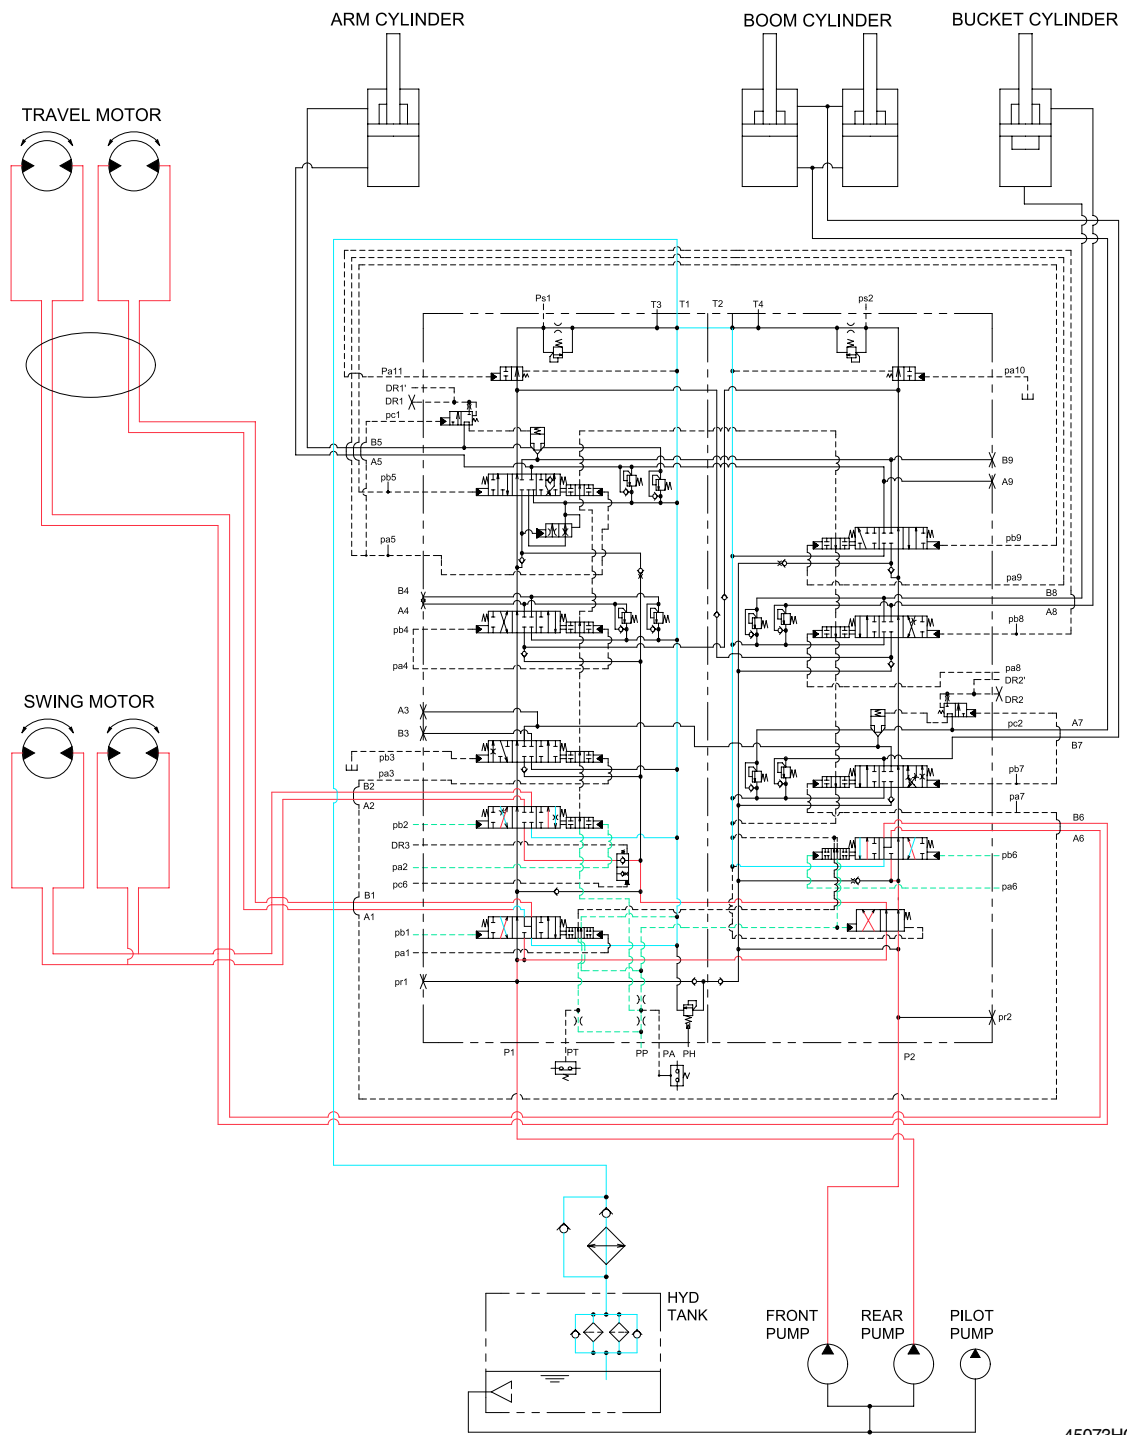 ARM CYLINDER
BOOM CYLINDER
BUCKET CYLINDER
TRAVEL MOTOR
Ps1
T3
T1
T2
T4
ps2
Pa11
pa10
DR1'
DR1
pc1
B5
A5
B9
A9
pb5
pa5
pb9
pa9
B4
A4
B8
A8
pb4
pb8
pa4
pa8
DR2'
DR2
SWING MOTOR
A3
B3
pc2
A7
B7
pb3
pa3
pb7
pa7
B2
A2
B6
A6
pb2
DR3
pa2
pc6
pb6
pa6
B1
A1
pb1
pa1
pr1
pr2
P1
PT
PP
PA
PH
P2
HYD
TANK
FRONT
PUMP
REAR
PUMP
PILOT
PUMP